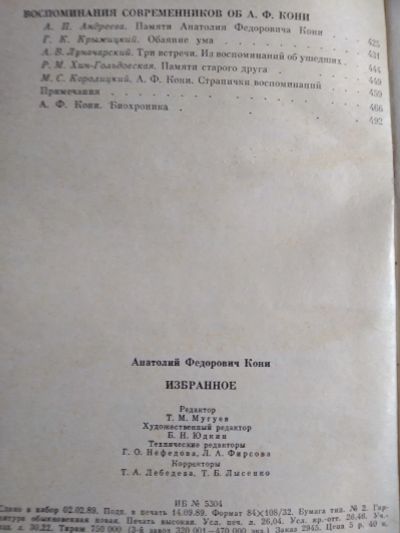 ВОСПОМИНАНИЯ СОВРЕМЕННИКОВ ОБ А. Ф. КОНИ
А. П. Андреева. Памяти Анатолия Федоровича Кони
Г. К. Крыжицкий. Обаяние ума . . . 425
А. В. Луначарский. Три встречи. Из воспоминаний об ушедших 431
Р. М. Хин-Гольдовская. Памяти старого друга . . . 444
М. С. Королицкий. А. Ф. Кони. Странички воспоминаний 449
Примечания . . . 459
А. Ф. Кони. Биохроника . . . 466
492
Анатолий Федорович Кони
ИЗБРАННОЕ
Редактор
Т. М. Мугуев
Художественный редактор
Б. Н. Юдкин
Технические редакторы
Г. О. Нефедова, Л. А. Фирсова
Корректоры
Т. А. Лебедева, Т. Б. Лысенко
ИБ № 5304
Сдано в набор 02.02.89. Подп. в печать 14.09.89. Формат 84×108/32. Бумага тип. № 2. Гар-
нитура обыкновенная новая. Печать высокая. Усл. печ. л. 26,04. Усл. кр.-отт. 26,46. Уч.-
изд. л. 30,22. Тираж 750 000 (3-й завод 320 001—470 000 экз.) Заказ 2945. Цена 5 р. 40 к.